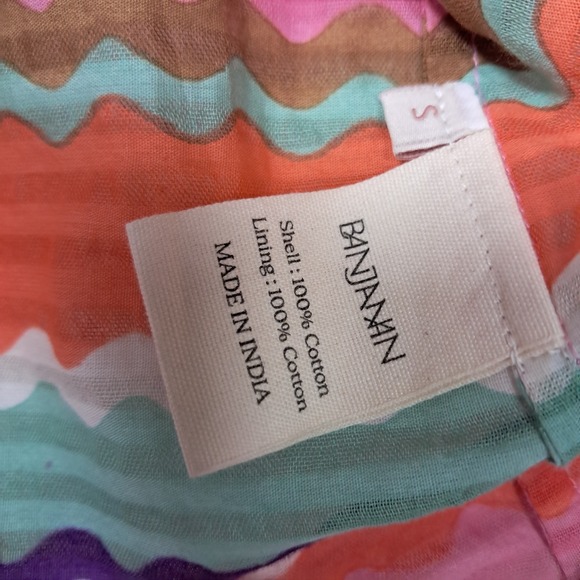 S
BANJANAN
Shell : 100% Cotton
Lining : 100% Cotton
MADE IN INDIA